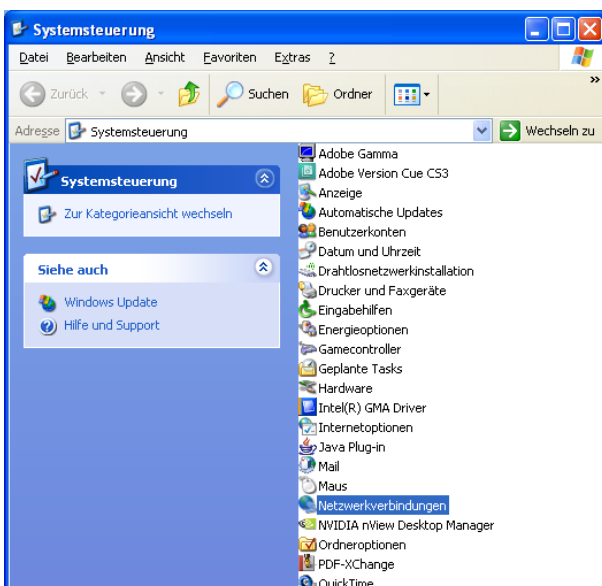 Systemsteuerung
Datei Bearbeiten Ansicht Favoriten Extras ?
Zurück Suchen Ordner »
Adresse Systemsteuerung Wechseln zu
Systemsteuerung
Zur Kategorieansicht wechseln
Siehe auch
Windows Update
Hilfe und Support
Adobe Gamma
Adobe Version Cue CS3
Anzeige
Automatische Updates
Benutzerkonten
Datum und Uhrzeit
Drahtlosnetzwerkinstallation
Drucker und Faxgeräte
Eingabehilfen
Energieoptionen
Gamecontroller
Geplante Tasks
Hardware
Intel(R) GMA Driver
Internetoptionen
Java Plug-in
Mail
Maus
Netzwerkverbindungen
NVIDIA nView Desktop Manager
Ordneroptionen
PDF-XChange
QuickTime